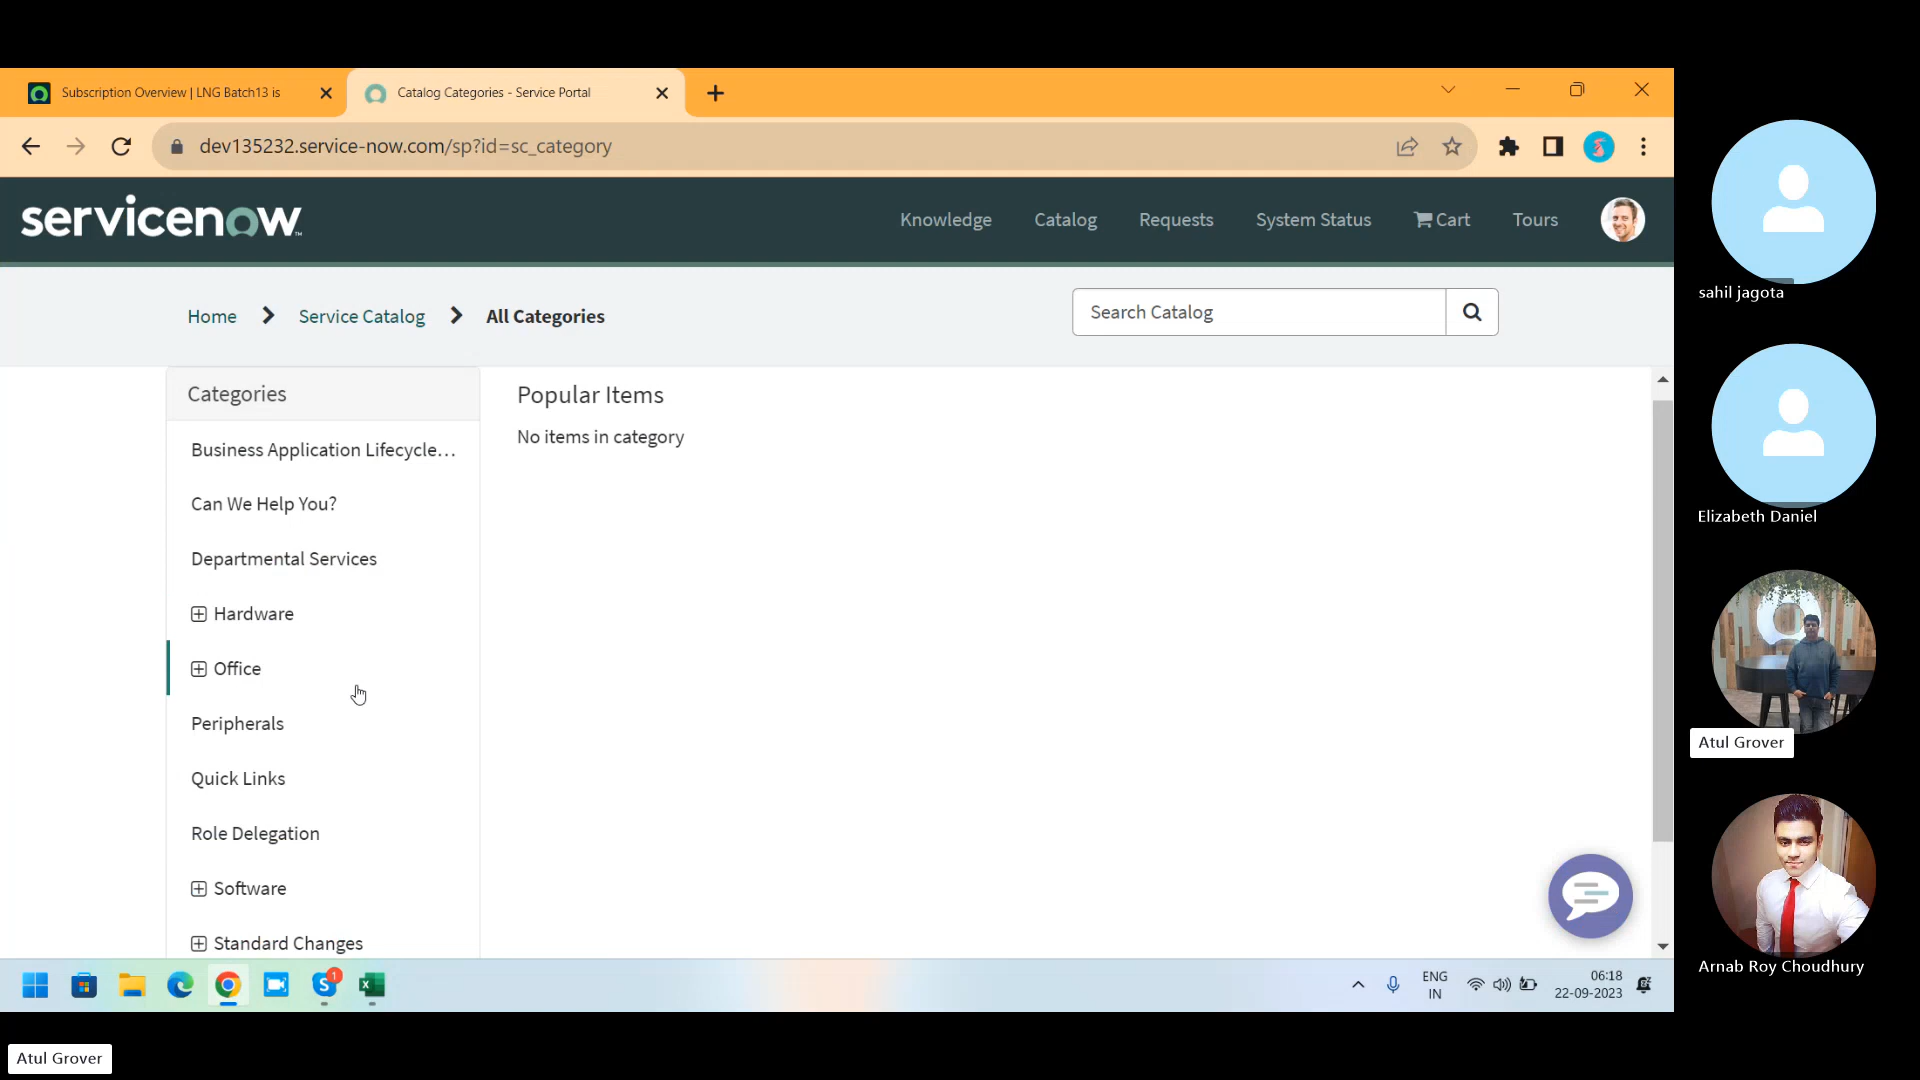 Subscription Overview | LNG Batch13 is
Catalog Categories - Service Portal
dev135232.service-now.com/sp?id=sc_category
servicenow
Knowledge
Catalog
Requests
System Status
Cart
Tours
Home
Service Catalog
All Categories
Search Catalog
Categories
Business Application Lifecycle...
Can We Help You?
Departmental Services
Hardware
Office
Peripherals
Quick Links
Role Delegation
Software
Standard Changes
Popular Items
No items in category
sahil jagota
Elizabeth Daniel
Atul Grover
Arnab Roy Choudhury
1
ENG
IN
06:18
22-09-2023
Atul Grover